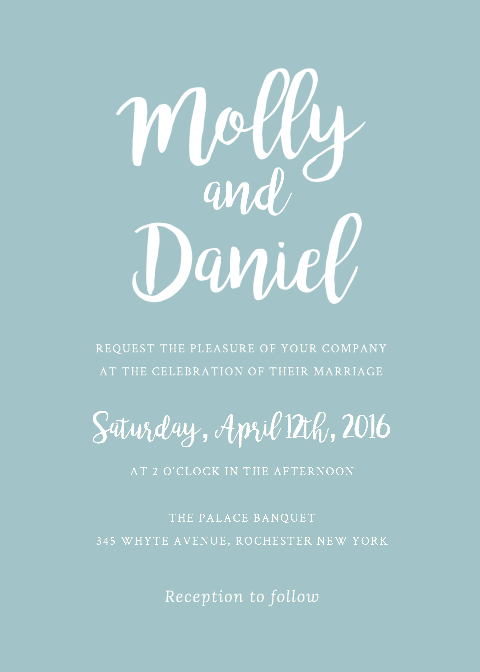 Molly
and
Daniel
REQUEST THE PLEASURE OF YOUR COMPANY
AT THE CELEBRATION OF THEIR MARRIAGE
Saturday, April 12th, 2016
AT 2 O'CLOCK IN THE AFTERNOON
THE PALACE BANQUET
345 WHYTE AVENUE, ROCHESTER NEW YORK
Reception to follow